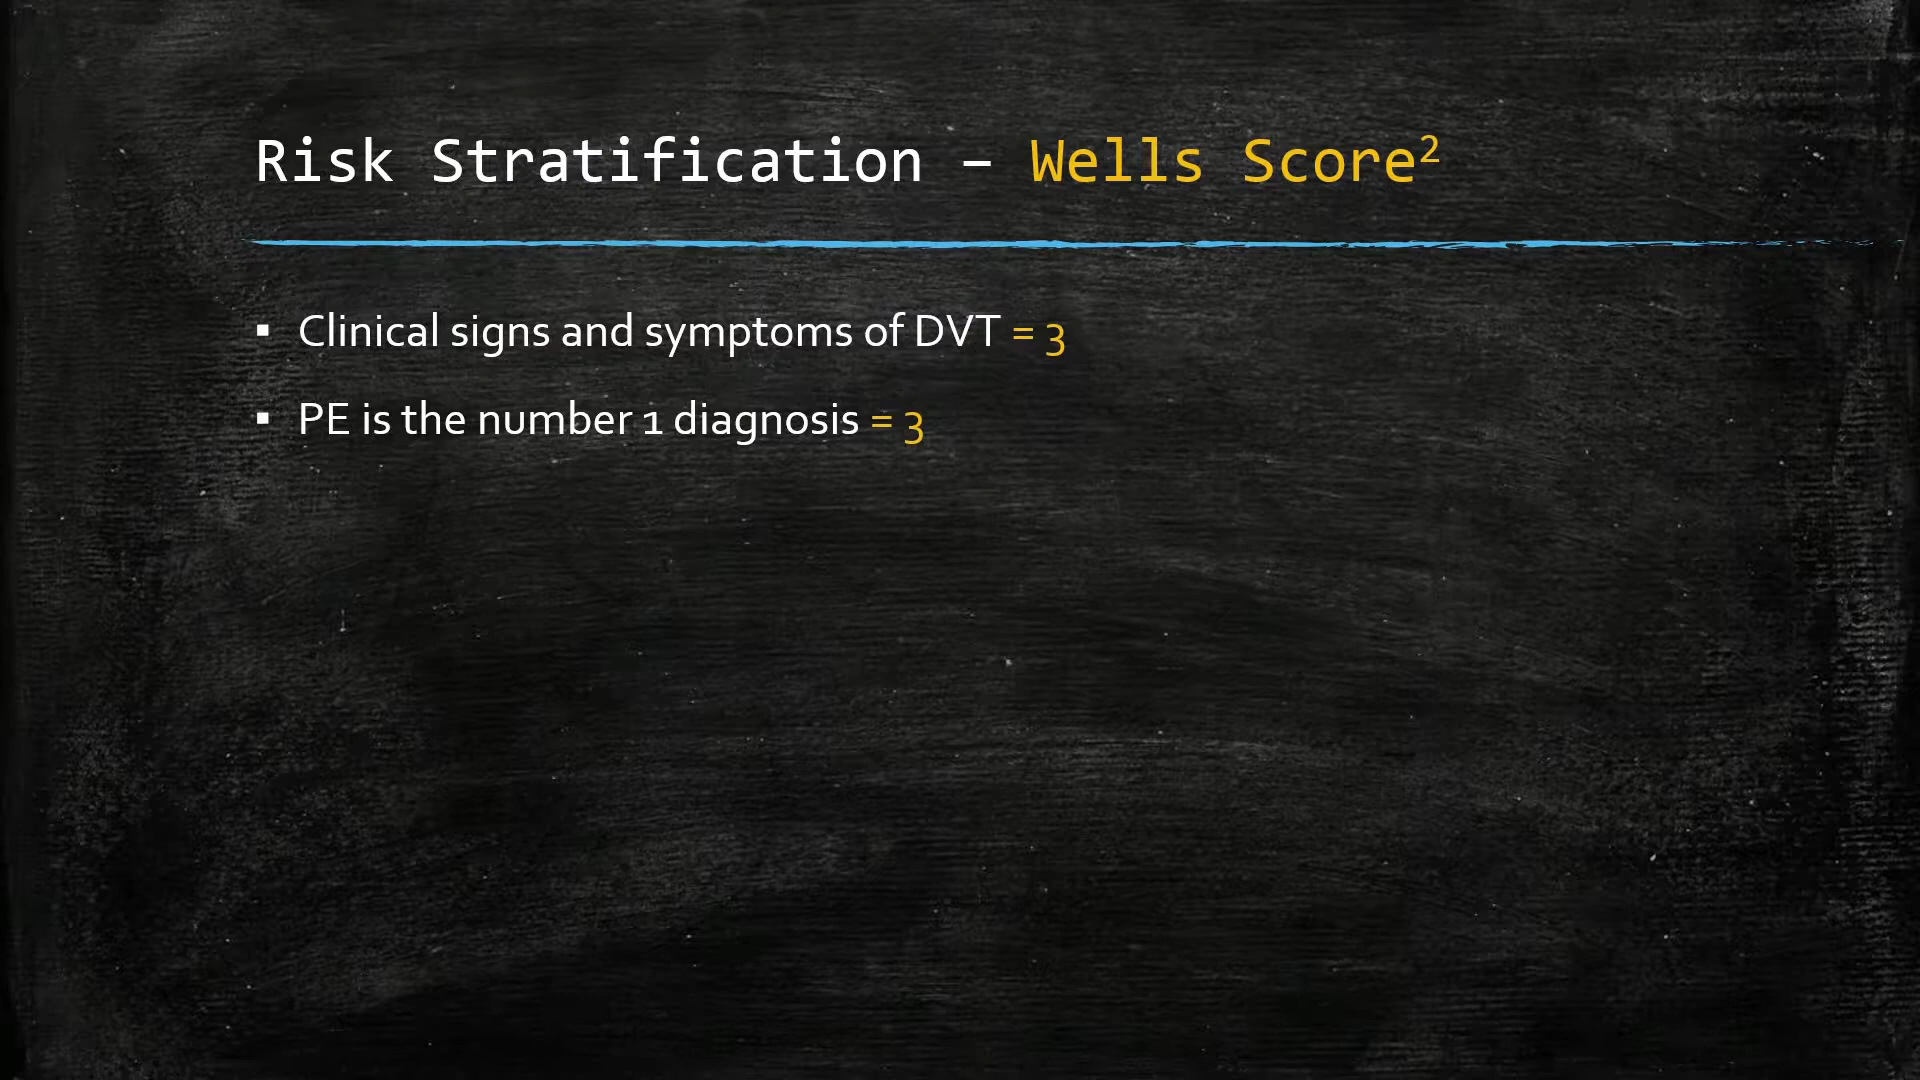 Risk Stratification – Wells Score²
▪ Clinical signs and symptoms of DVT = 3
▪ PE is the number 1 diagnosis = 3